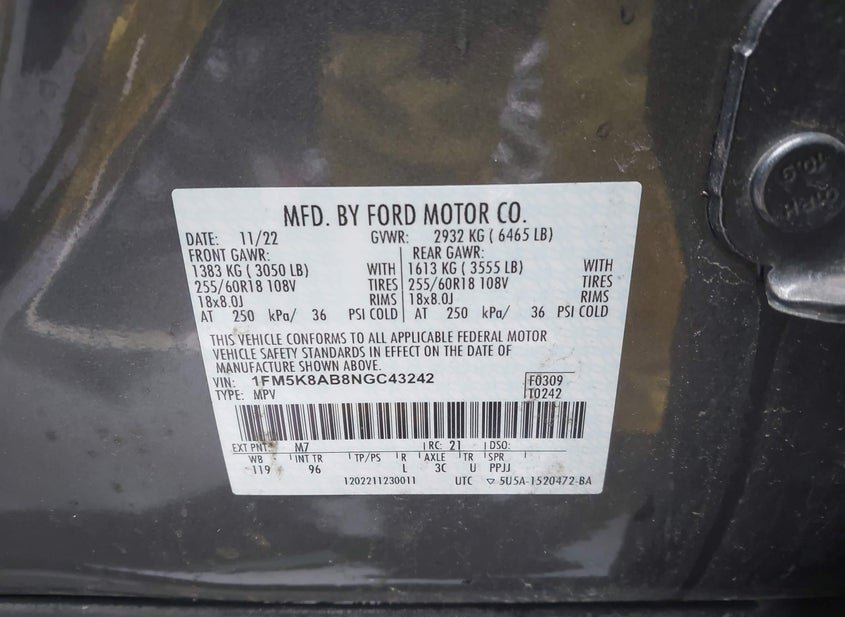 MFD. BY FORD MOTOR CO.
DATE: 11/22 GVWR: 2932 KG ( 6465 LB)
FRONT GAWR: REAR GAWR:
1383 KG ( 3050 LB) WITH 1613 KG ( 3555 LB) WITH
255/60R18 108V TIRES 255/60R18 108V TIRES
18x8.0J RIMS 18x8.0J RIMS
AT 250 kPa/ 36 PSI COLD AT 250 kPa/ 36 PSI COLD
THIS VEHICLE CONFORMS TO ALL APPLICABLE FEDERAL MOTOR
VEHICLE SAFETY STANDARDS IN EFFECT ON THE DATE OF
MANUFACTURE SHOWN ABOVE.
VIN: 1FM5K8AB8NGC43242 F0309
TYPE: MPV T0242
EXT PNT: M7 RC: 21 DSO:
WB INT TR TP/PS R AXLE TR SPR
119 96 L 3C U PPJJ
1202211230011 UTC ▽ 5U5A-1520472-BA